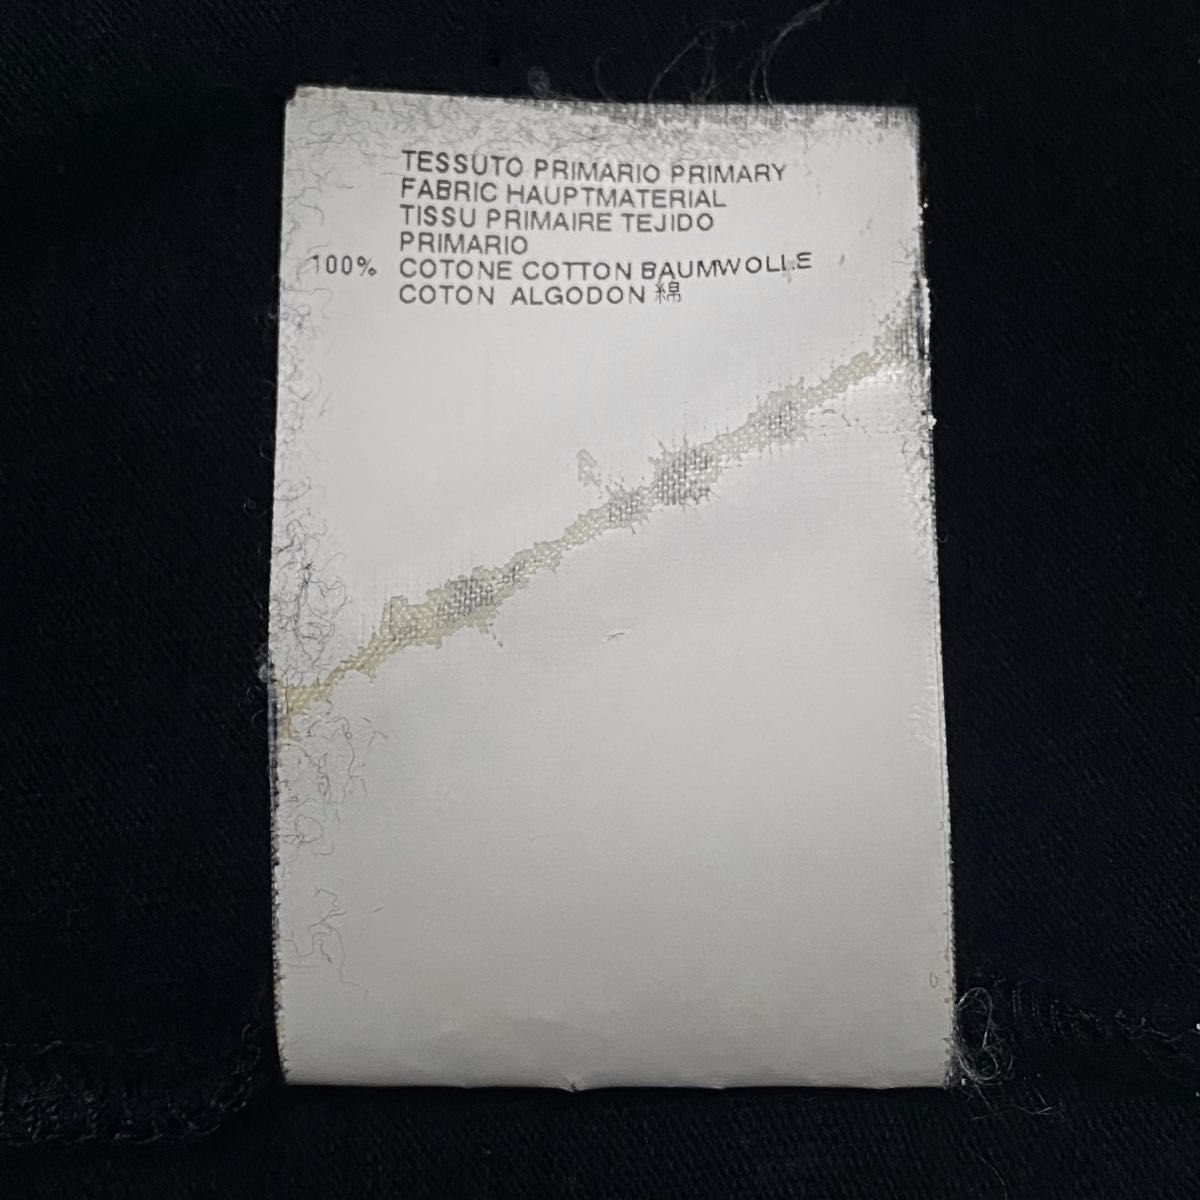 TESSUTO PRIMARIO PRIMARY
FABRIC HAUPTMATERIAL
TISSU PRIMAIRE TEJIDO
PRIMARIO
100% COTONE COTTON BAUMWOLLE
COTON ALGODON 綿